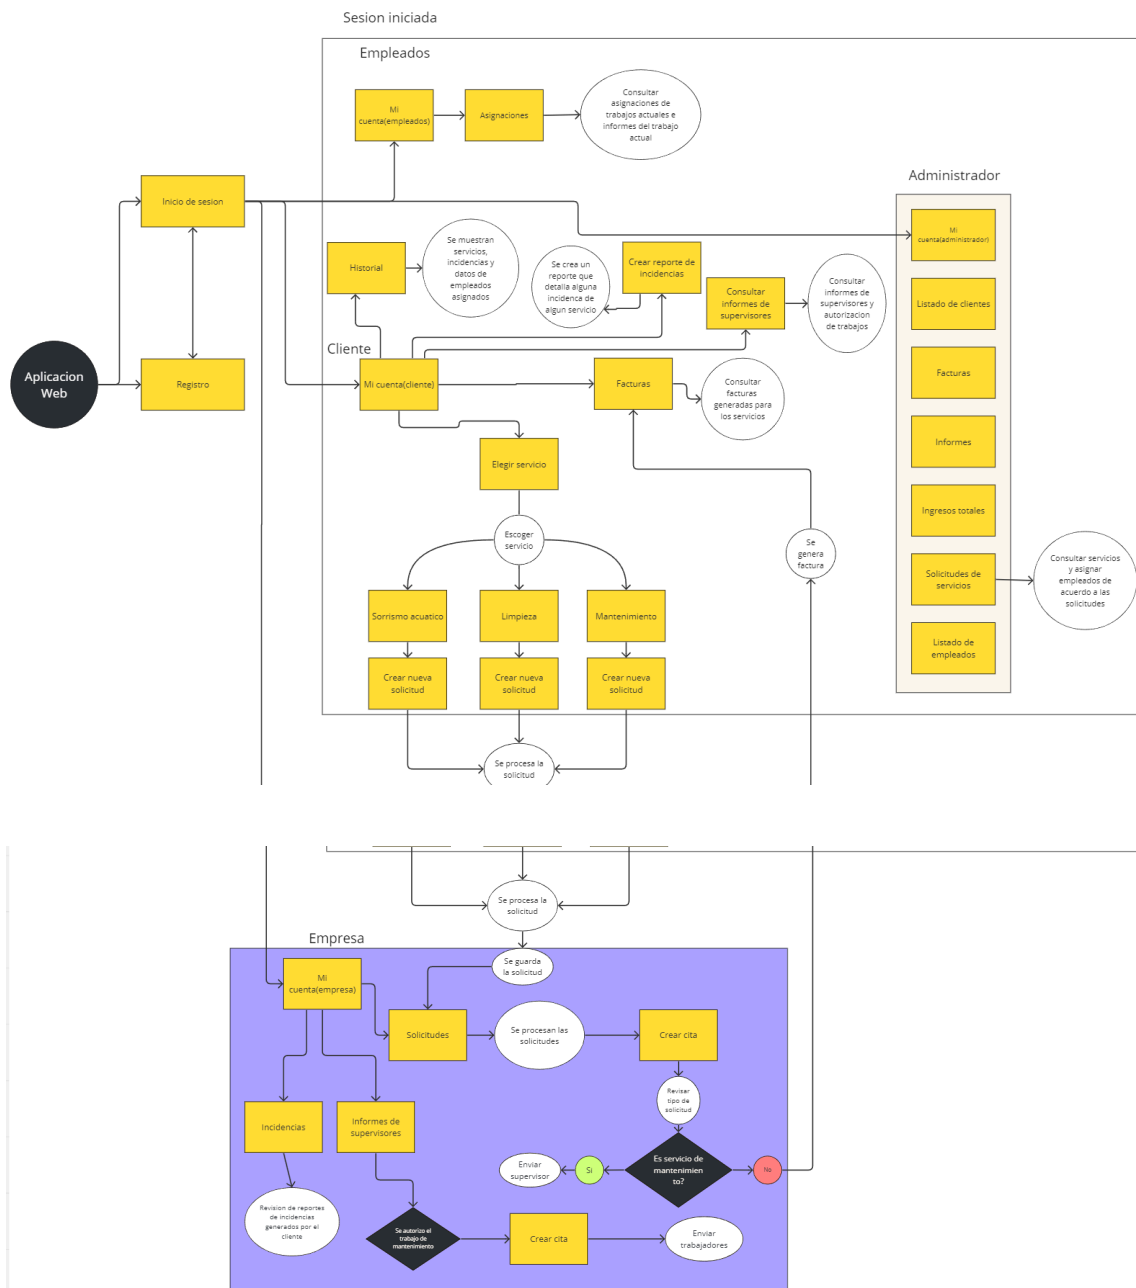 Sesion iniciada
Empleados
Mi
cuenta(empleados)
Asignaciones
Consultar
asignaciones de
trabajos actuales e
informes del trabajo
actual
Administrador
Inicio de sesion
Mi
cuenta(administrador)
Historial
Se muestran
servicios,
incidencias y
datos de
empleados
asignados
Se crea un
reporte que
detalla alguna
incidenca de
algun servicio
Crear reporte de
incidencias
Consultar
informes de
supervisores
Consultar
informes de
supervisores y
autorizacion de
trabajos
Listado de clientes
Cliente
Aplicacion
Web
Registro
Mi cuenta(cliente)
Facturas
Consultar
facturas
generadas para
los servicios
Facturas
Informes
Elegir servicio
Ingresos totales
Escoger
servicio
Se
genera
factura
Solicitudes de
servicios
Consultar servicios
y asignar
empleados de
acuerdo a las
solicitudes
Sorrismo acuatico
Limpieza
Mantenimiento
Listado de
empleados
Crear nueva
solicitud
Crear nueva
solicitud
Crear nueva
solicitud
Se procesa la
solicitud
Se procesa la
solicitud
Empresa
Se guarda
la solicitud
Mi
cuenta(empresa)
Solicitudes
Se procesan las
solicitudes
Crear cita
Revisar
tipo de
solicitud
Incidencias
Informes de
supervisores
Enviar
supervisor
Si
Es servicio de
mantenimien
to?
No
Revision de reportes
de incidencias
generados por el
cliente
Se autorizo el
trabajo de
mantenimiento
Crear cita
Enviar
trabajadores